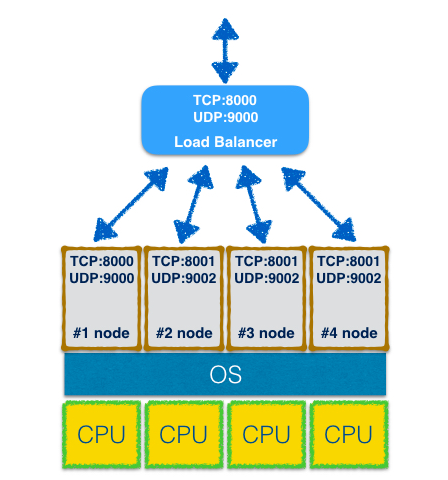 TCP:8000
UDP:9000
Load Balancer
TCP:8000
UDP:9000
#1 node
TCP:8001
UDP:9002
#2 node
TCP:8001
UDP:9002
#3 node
TCP:8001
UDP:9002
#4 node
OS
CPU
CPU
CPU
CPU